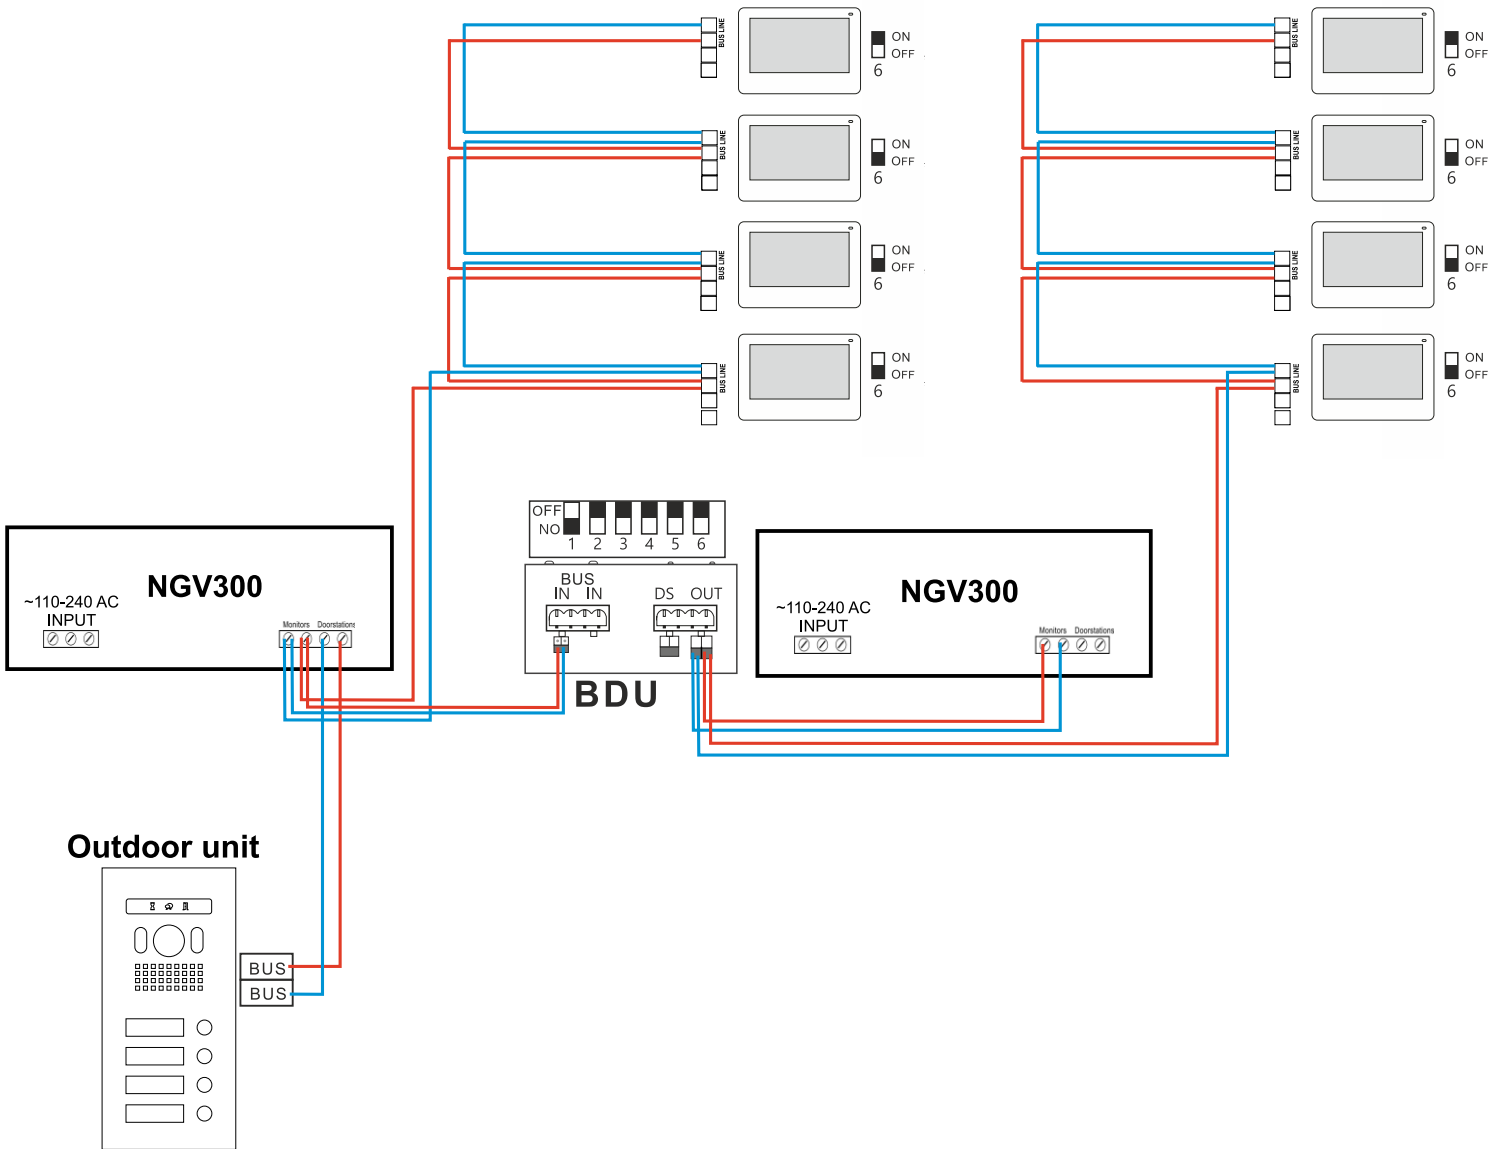 BUS LINE
ON
OFF
6
BUS LINE
ON
OFF
6
BUS LINE
ON
OFF
6
BUS LINE
ON
OFF
6
BUS LINE
ON
OFF
6
BUS LINE
ON
OFF
6
BUS LINE
ON
OFF
6
BUS LINE
ON
OFF
6
NGV300
~110-240 AC
INPUT
Monitors Doorstations
OFF
NO
1 2 3 4 5 6
BUS
IN IN
DS OUT
BDU
NGV300
~110-240 AC
INPUT
Monitors Doorstations
Outdoor unit
BUS
BUS